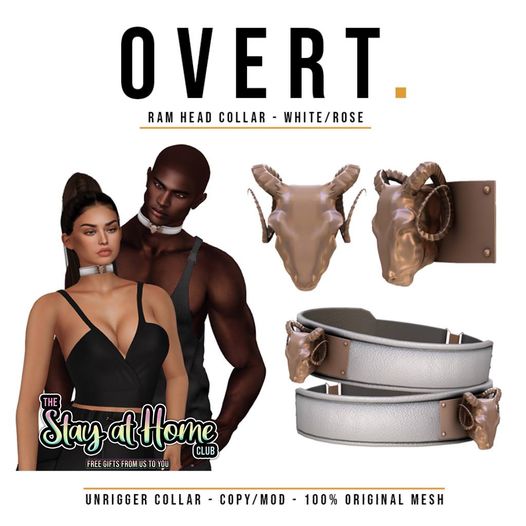 OVERT.
RAM HEAD COLLAR - WHITE/ROSE
THE
Stay at Home
CLUB
FREE GIFTS FROM US TO YOU
UNRIGGER COLLAR - COPY/MOD - 100% ORIGINAL MESH